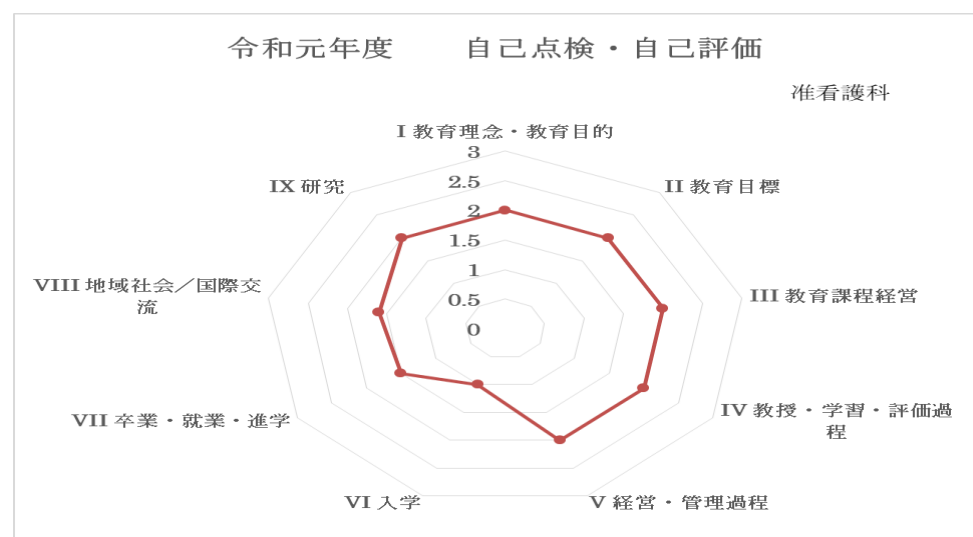 令和元年度　　自己点検・自己評価
准看護科
I 教育理念・教育目的
3
2.5
2
1.5
1
0.5
0
II 教育目標
III 教育課程経営
IV 教授・学習・評価過
程
V 経営・管理過程
VI 入学
VII 卒業・就業・進学
VIII 地域社会／国際交
流
IX 研究